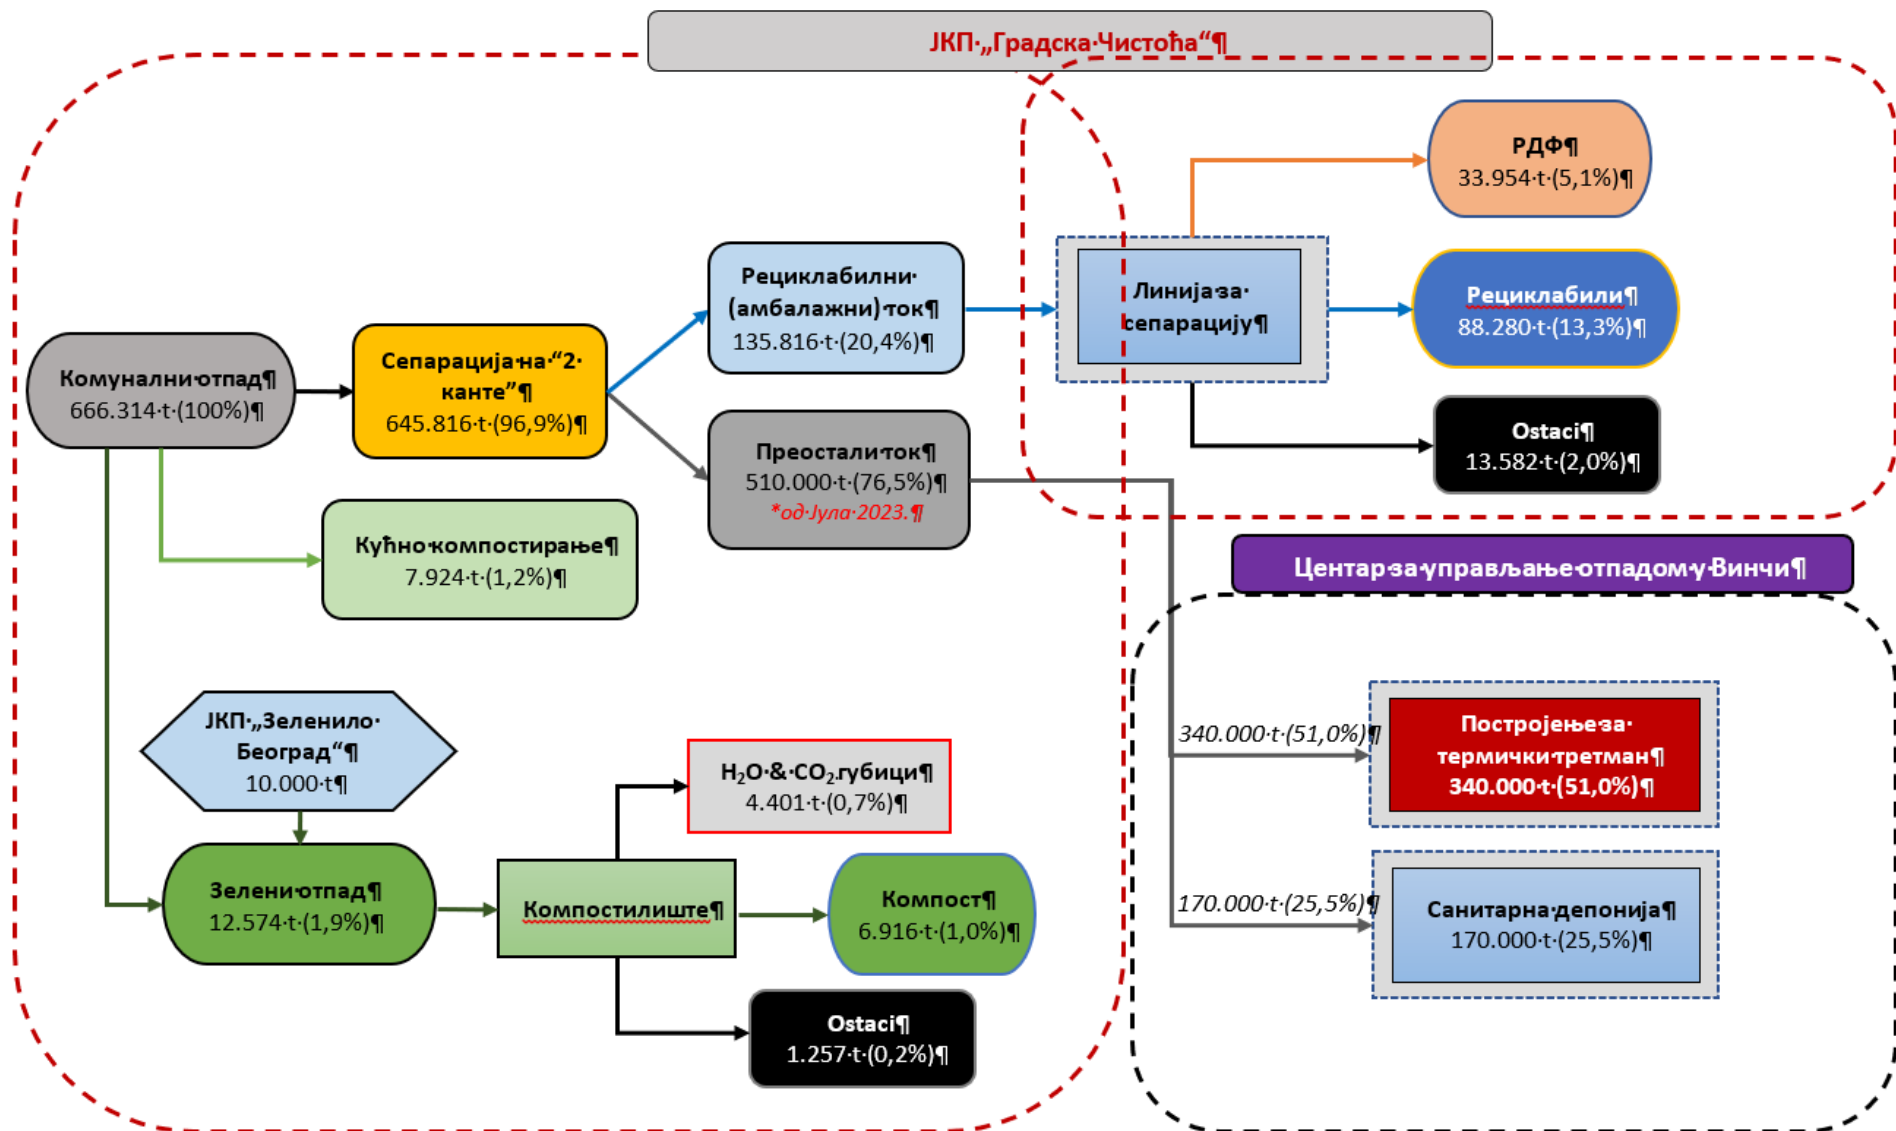 ЈКП „Градска Чистоћа“¶
РДФ¶
33.954·t·(5,1%)¶
Рециклабилни·
(амбалажни)·ток¶
135.816·t·(20,4%)¶
Линија·за·
сепарацију¶
Рециклабили¶
88.280·t·(13,3%)¶
Комунални·отпад¶
666.314·t·(100%)¶
Сепарација·на·“2·
канте”¶
645.816·t·(96,9%)¶
Преостали·ток¶
510.000·t·(76,5%)¶
*од·Јула·2023.¶
Ostaci¶
13.582·t·(2,0%)¶
Кућно·компостирање¶
7.924·t·(1,2%)¶
Центар·за·управљање·отпадом·у·Винчи¶
ЈКП·„Зеленило·
Београд“¶
10.000·t¶
H₂O·&·CO₂·губици¶
4.401·t·(0,7%)¶
340.000·t·(51,0%)¶
Постројење·за·
термички·третман¶
340.000·t·(51,0%)¶
Зелени·отпад¶
12.574·t·(1,9%)¶
Компостилиште¶
Компост¶
6.916·t·(1,0%)¶
170.000·t·(25,5%)¶
Санитарна·депонија¶
170.000·t·(25,5%)¶
Ostaci¶
1.257·t·(0,2%)¶